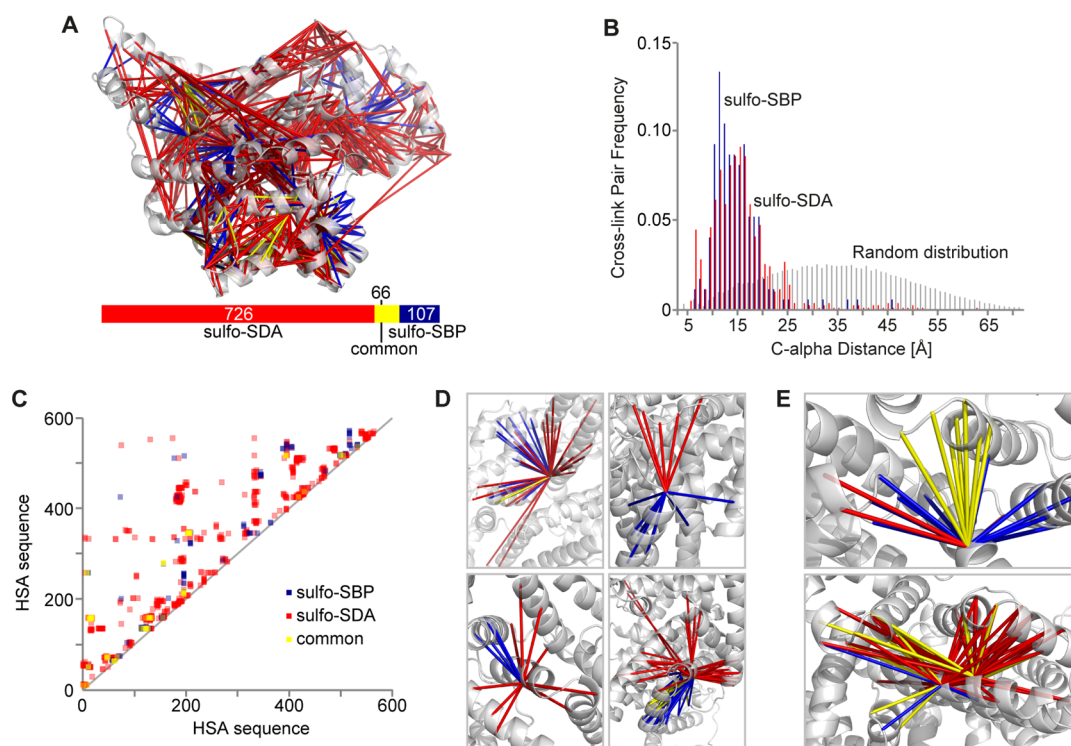 A
66
726
107
sulfo-SDA
sulfo-SBP
common
B
0.15
0.10
0.05
0
Cross-link Pair Frequency
sulfo-SBP
sulfo-SDA
Random distribution
5 15 25 35 45 55 65
C-alpha Distance [Å]
C
600
400
200
0
HSA sequence
sulfo-SBP
sulfo-SDA
common
0 200 400 600
HSA sequence
D
E